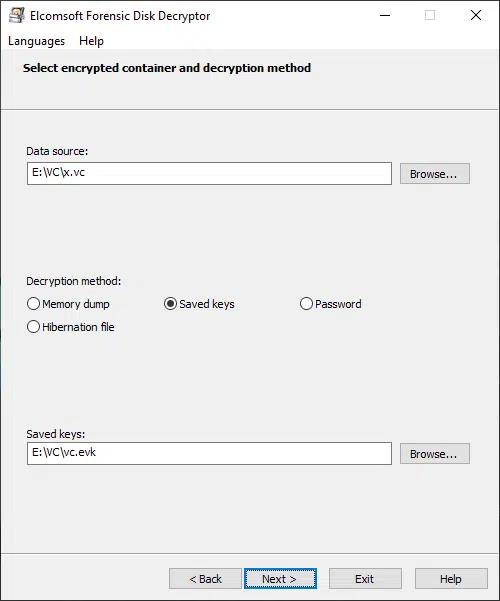 Elcomsoft Forensic Disk Decryptor
Languages Help
Select encrypted container and decryption method
Data source:
E:\VC\x.vc Browse...
Decryption method:
Memory dump Saved keys Password
Hibernation file
Saved keys:
E:\VC\vc.evk Browse...
< Back Next > Exit Help